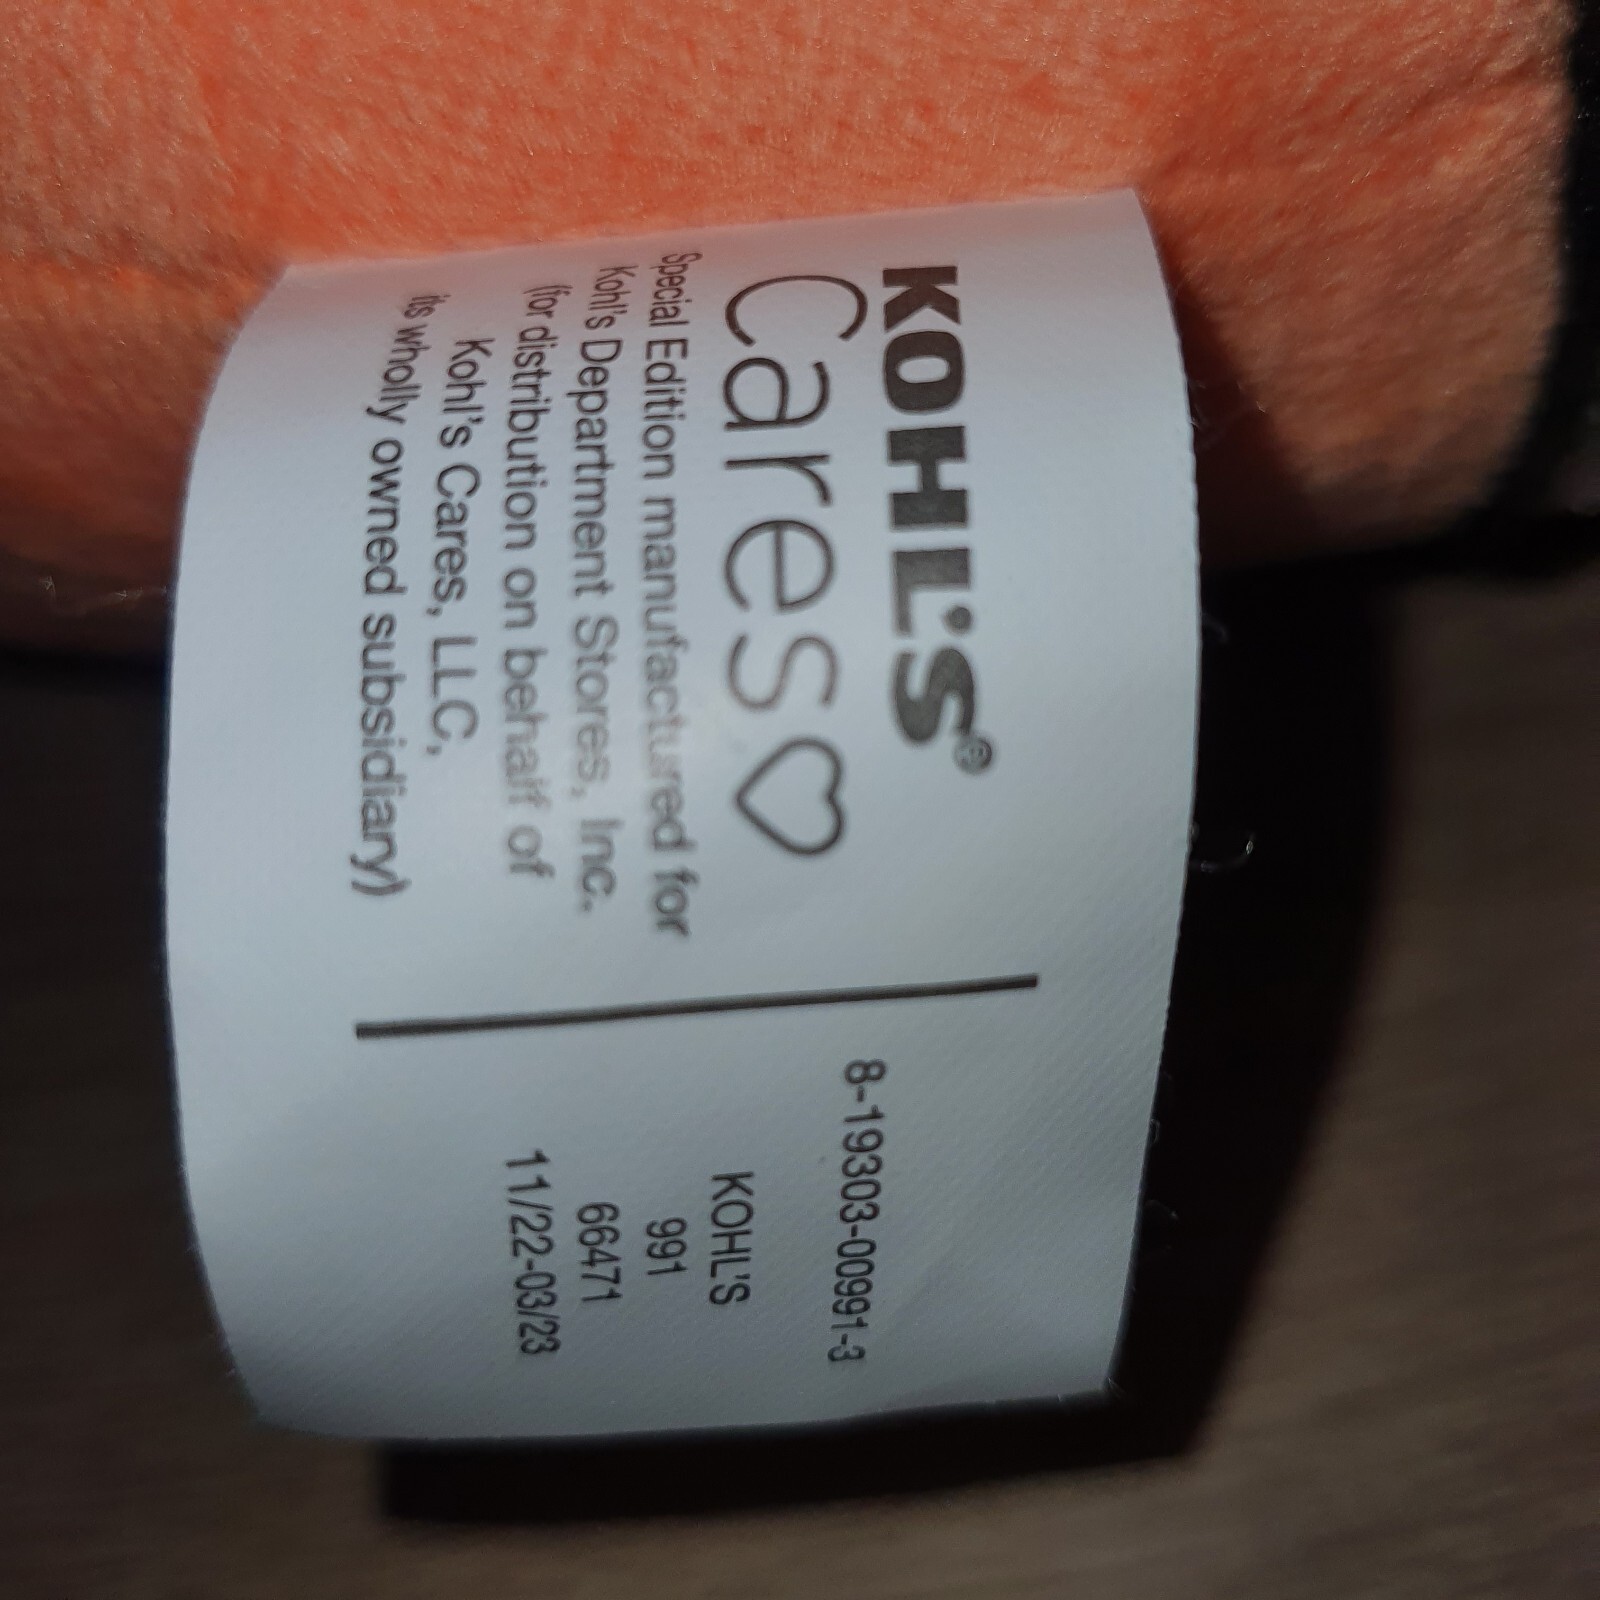 KOHL'S®
Cares
Special Edition manufactured for
Kohl's Department Stores, Inc.
(for distribution on behalf of
Kohl's Cares, LLC,
its wholly owned subsidiary)
8-19303-00991-3
KOHL'S
991
66471
11/22-03/23